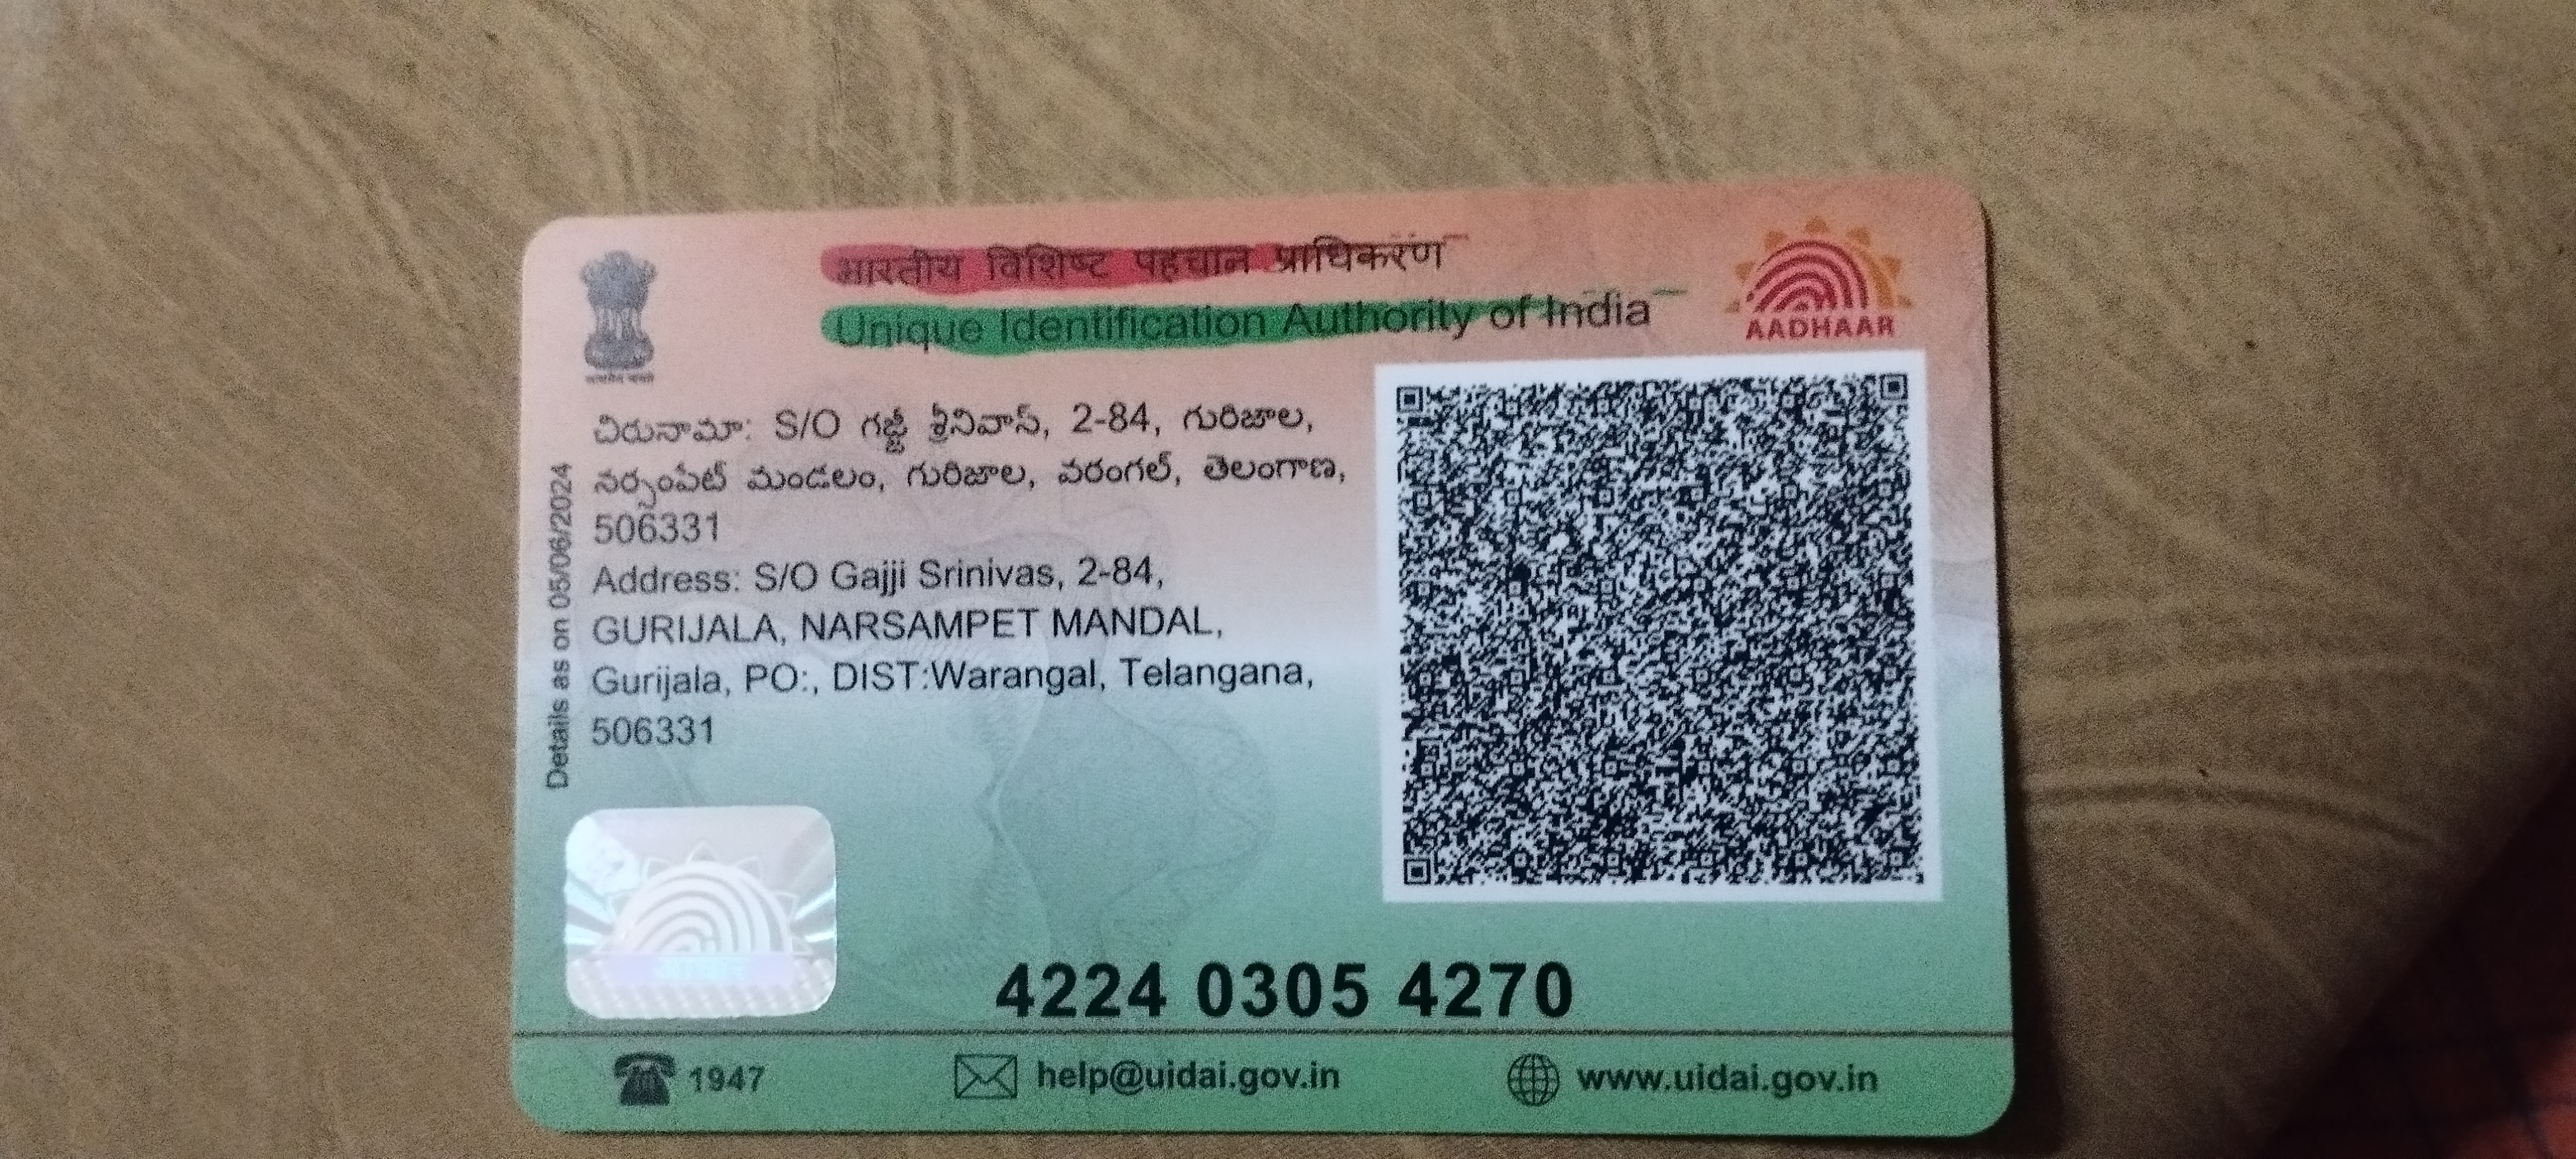 भारतीय विशिष्ट पहचान प्राधिकरण
Unique Identification Authority of India
AADHAAR
చిరునామా: S/O గజ్జి శ్రీనివాస్, 2-84, గురిజాల,
నర్సంపేట్ మండలం, గురిజాల, వరంగల్, తెలంగాణ,
506331
Address: S/O Gajji Srinivas, 2-84,
GURIJALA, NARSAMPET MANDAL,
Gurijala, PO:, DIST:Warangal, Telangana,
506331
Details as on 05/06/2024
4224 0305 4270
1947
help@uidai.gov.in
www.uidai.gov.in